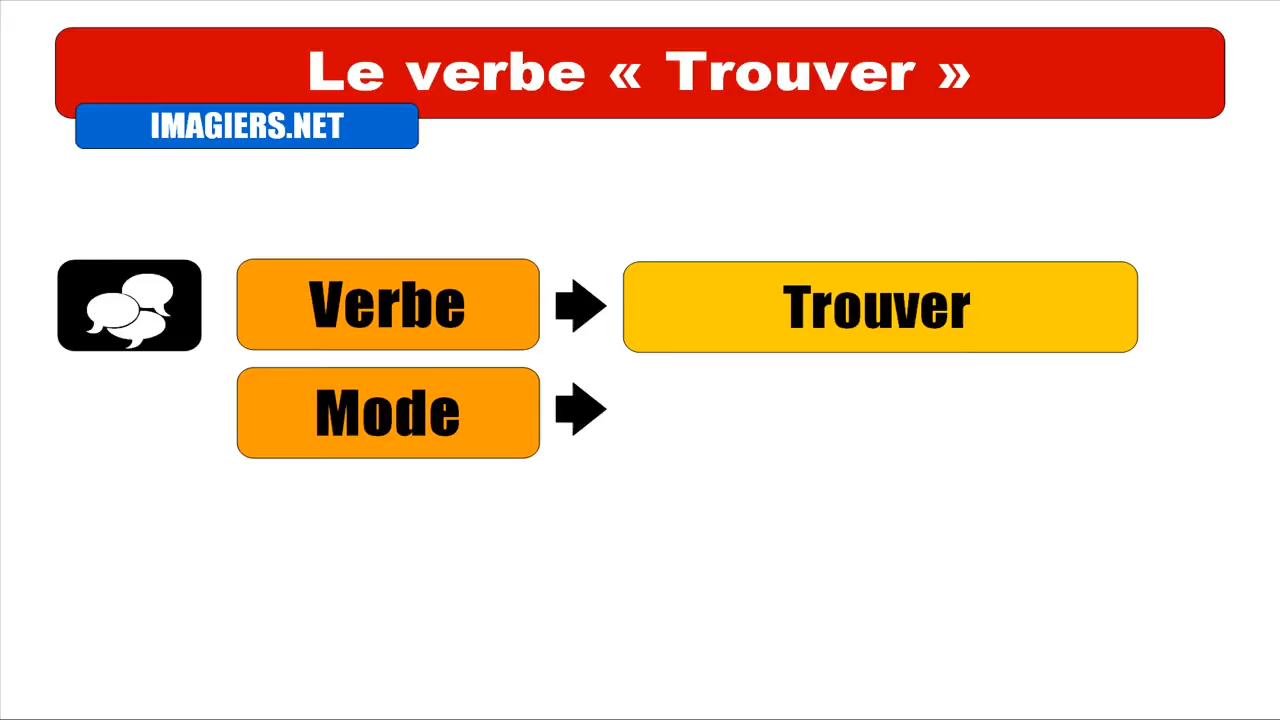 Le verbe « Trouver »
IMAGIERS.NET
Verbe
Trouver
Mode